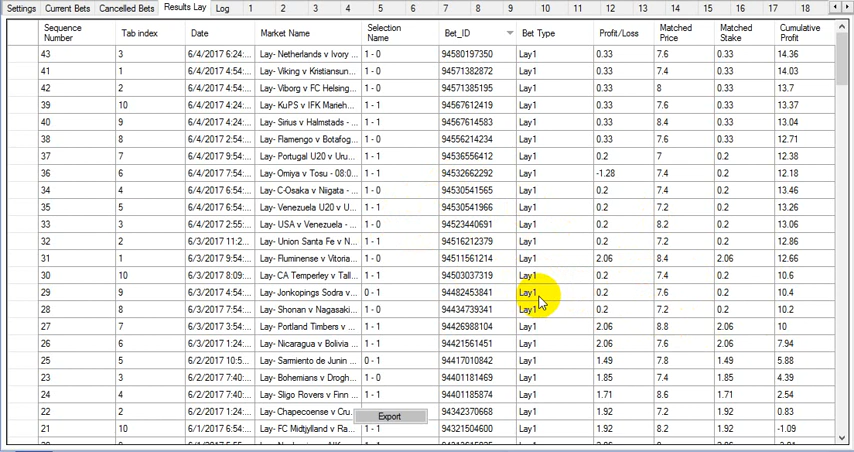 Settings Current Bets Cancelled Bets Results Lay Log 1 2 3 4 5 6 7 8 9 10 11 12 13 14 15 16 17 18
Sequence Number Tab index Date Market Name Selection Name Bet_ID Bet Type Profit/Loss Matched Price Matched Stake Cumulative Profit
43 3 6/4/2017 6:24:... Lay- Netherlands v Ivory ... 1 - 0 94580197350 Lay1 0.33 7.6 0.33 14.36
41 1 6/4/2017 4:54:... Lay- Viking v Kristiansun... 1 - 1 94571382872 Lay1 0.33 7.4 0.33 14.03
42 2 6/4/2017 4:54:... Lay- Viborg v FC Helsing... 1 - 1 94571385195 Lay1 0.33 8 0.33 13.7
39 10 6/4/2017 4:24:... Lay- KuPS v IFK Marieh... 1 - 1 94567612419 Lay1 0.33 7.6 0.33 13.37
40 9 6/4/2017 4:24:... Lay- Sirius v Halmstads - ... 1 - 1 94567614583 Lay1 0.33 8.4 0.33 13.04
38 8 6/4/2017 2:54:... Lay- Flamengo v Botafog... 1 - 1 94556214234 Lay1 0.33 7.4 0.33 12.71
37 7 6/4/2017 9:54:... Lay- Portugal U20 v Uru... 1 - 1 94536556412 Lay1 0.2 7 0.2 12.38
36 6 6/4/2017 7:54:... Lay- Omiya v Tosu - 08:0... 1 - 1 94532662292 Lay1 -1.28 7.4 0.2 12.18
34 4 6/4/2017 6:54:... Lay- C-Osaka v Niigata - ... 1 - 0 94530541565 Lay1 0.2 7.4 0.2 13.46
35 5 6/4/2017 6:54:... Lay- Venezuela U20 v U... 1 - 1 94530541966 Lay1 0.2 7.2 0.2 13.26
33 3 6/4/2017 2:55:... Lay- USA v Venezuela - ... 1 - 0 94523440691 Lay1 0.2 8.2 0.2 13.06
32 2 6/3/2017 11:2... Lay- Union Santa Fe v N... 1 - 0 94516212379 Lay1 0.2 7.2 0.2 12.86
31 1 6/3/2017 9:54:... Lay- Fluminense v Vitoria... 1 - 0 94511561214 Lay1 2.06 8.4 2.06 12.66
30 10 6/3/2017 8:09:... Lay- CA Temperley v Tall... 1 - 1 94503037319 Lay1 0.2 7.4 0.2 10.6
29 9 6/3/2017 4:54:... Lay- Jonkopings Sodra v... 0 - 1 94482453841 Lay1 0.2 7.6 0.2 10.4
28 8 6/3/2017 7:54:... Lay- Shonan v Nagasaki... 1 - 0 94434739341 Lay1 0.2 7.2 0.2 10.2
27 7 6/3/2017 3:54:... Lay- Portland Timbers v ... 1 - 1 94426988104 Lay1 2.06 8.8 2.06 10
26 6 6/3/2017 1:24:... Lay- Nicaragua v Bolivia ... 1 - 0 94421561451 Lay1 2.06 7.6 2.06 7.94
25 5 6/2/2017 10:5... Lay- Sarmiento de Junin ... 0 - 1 94417010842 Lay1 1.49 7.8 1.49 5.88
23 3 6/2/2017 7:40:... Lay- Bohemians v Drogh... 1 - 0 94401181469 Lay1 1.85 7.4 1.85 4.39
24 4 6/2/2017 7:40:... Lay- Sligo Rovers v Finn ... 1 - 0 94401185874 Lay1 1.71 8.6 1.71 2.54
22 2 6/2/2017 1:24:... Lay- Chapecoense v Cru... 94342370668 Lay1 1.92 7.2 1.92 0.83
Export
21 10 6/1/2017 4:54:... Lay- FC Midtjylland v Ra... 1 - 1 94321504600 Lay1 1.92 8.2 1.92 -1.09